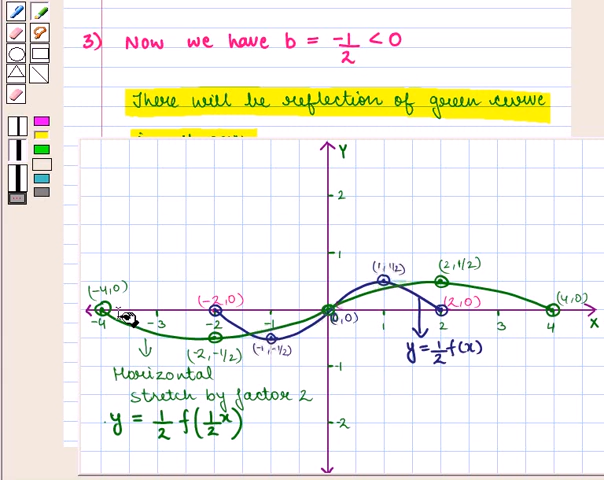 3) Now we have b = -1/2 < 0
There will be reflection of green curve
Y
2
1
(-4,0)
(1,1/2)
(2,1/2)
(-2,0)
(0,0)
(2,0)
(4,0)
-4 -3 -2 -1 1 2 3 4 X
(-2,-1/2)
(-1,-1/2)
y=1/2 f(x)
-1
Horizontal
stretch by factor 2
y = 1/2 f(1/2 x)
-2